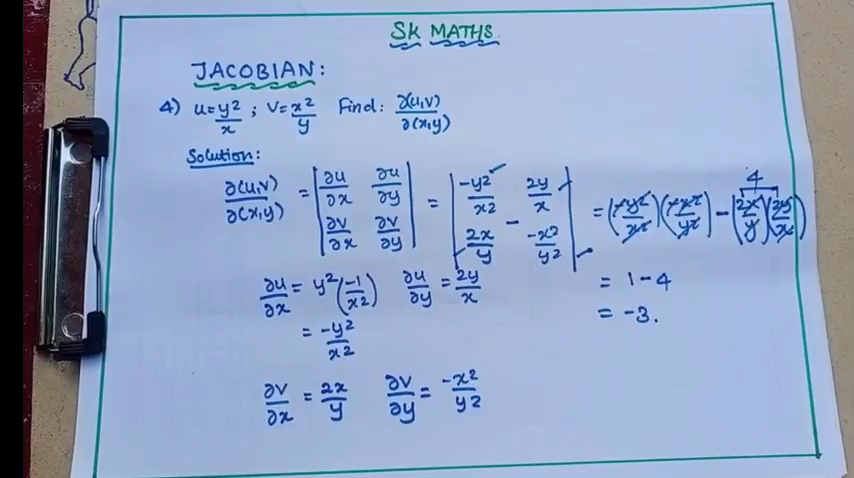 SK MATHS
JACOBIAN:
4) u=y²/x ; v=x²/y Find: ∂(u,v)/∂(x,y)
Solution:
∂(u,v)/∂(x,y) = |∂u/∂x ∂u/∂y; ∂v/∂x ∂v/∂y| = |-y²/x² 2y/x; 2x/y -x²/y²| = (-y²/x²)(-x²/y²) - (2x/y)(2y/x) 4
∂u/∂x = y²(-1/x²) ∂u/∂y = 2y/x = 1-4
= -y²/x² = -3.
∂v/∂x = 2x/y ∂v/∂y = -x²/y²